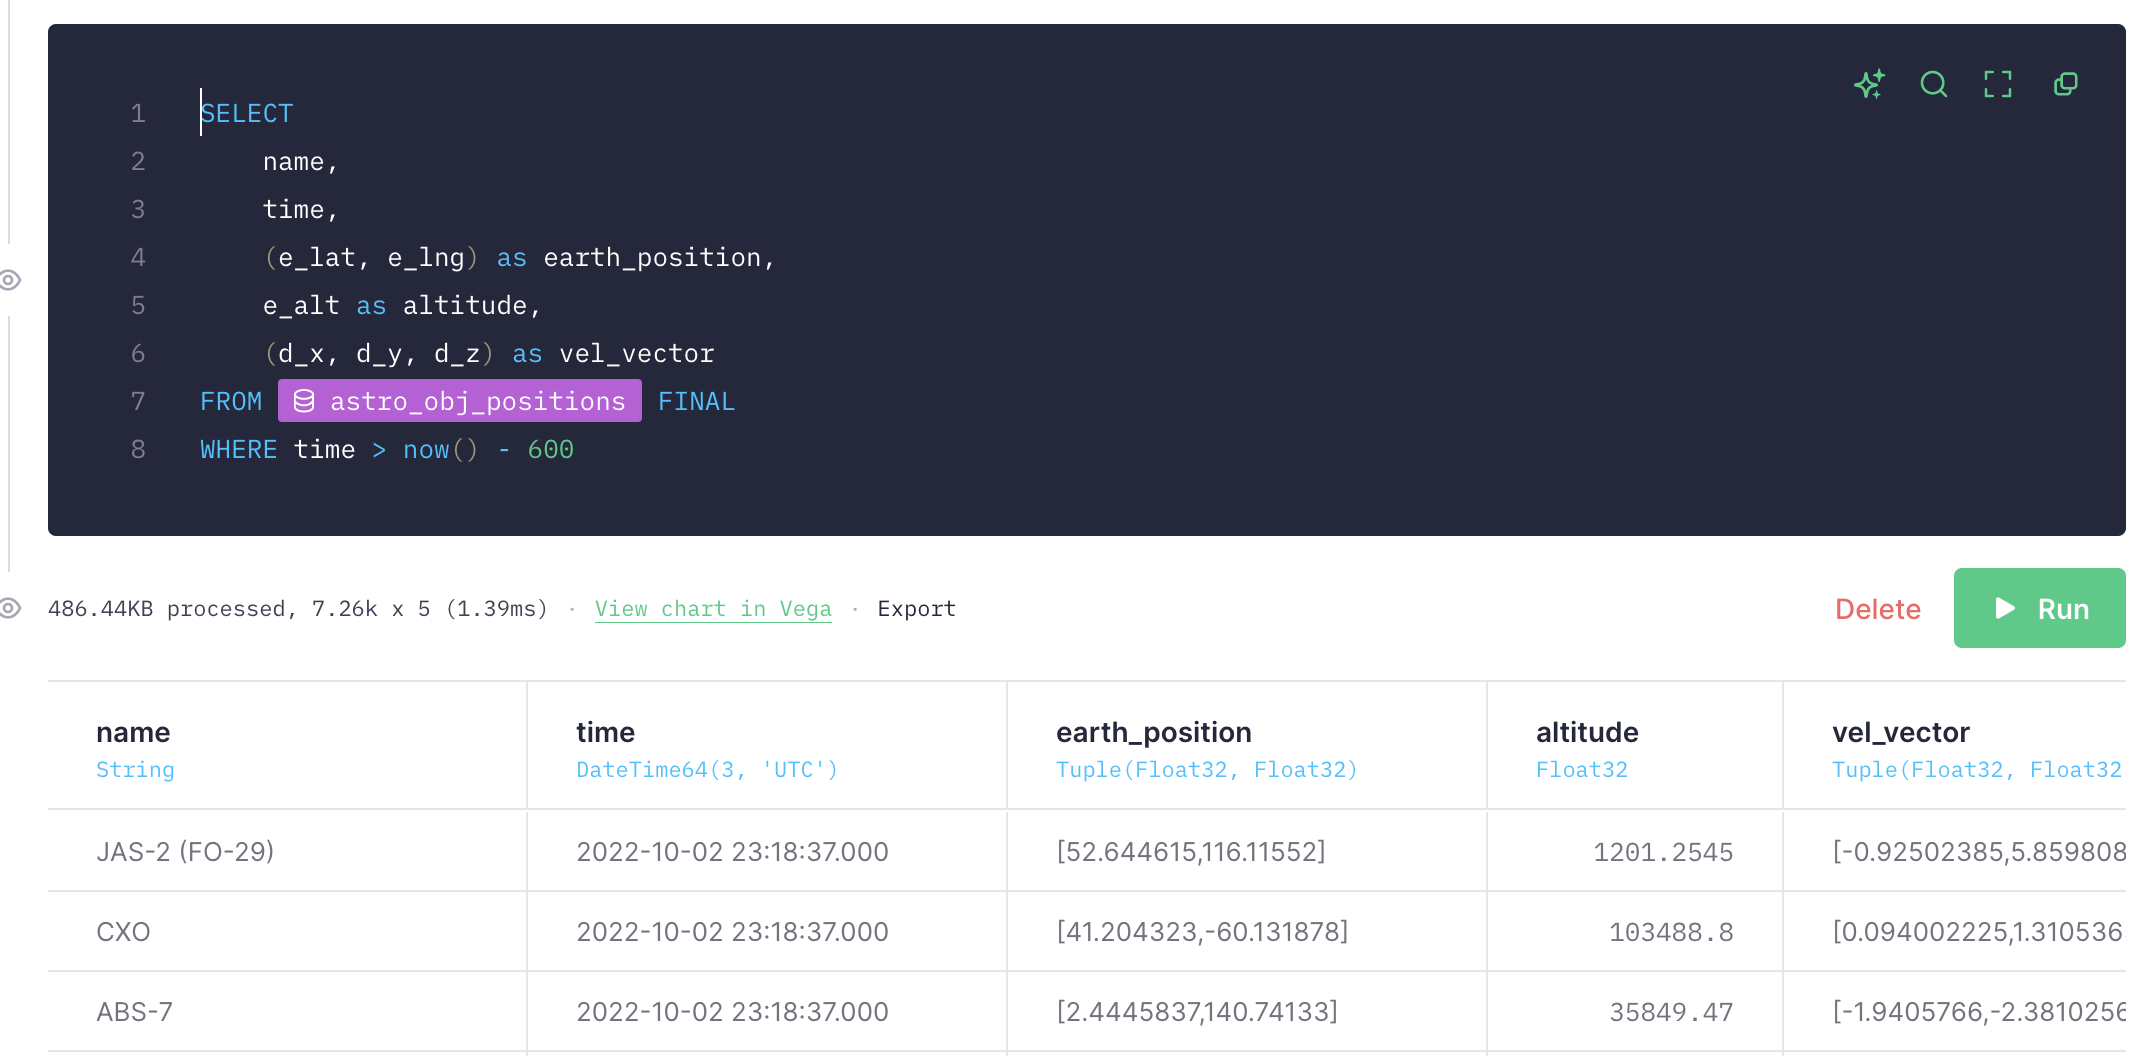 1 SELECT
2 name,
3 time,
4 (e_lat, e_lng) as earth_position,
5 e_alt as altitude,
6 (d_x, d_y, d_z) as vel_vector
7 FROM astro_obj_positions FINAL
8 WHERE time > now() - 600
486.44KB processed, 7.26k x 5 (1.39ms) · View chart in Vega · Export Delete Run
name time earth_position altitude vel_vector
String DateTime64(3, 'UTC') Tuple(Float32, Float32) Float32 Tuple(Float32, Float32
JAS-2 (FO-29) 2022-10-02 23:18:37.000 [52.644615,116.11552] 1201.2545 [-0.92502385,5.859808
CXO 2022-10-02 23:18:37.000 [41.204323,-60.131878] 103488.8 [0.094002225,1.310536
ABS-7 2022-10-02 23:18:37.000 [2.4445837,140.74133] 35849.47 [-1.9405766,-2.3810256